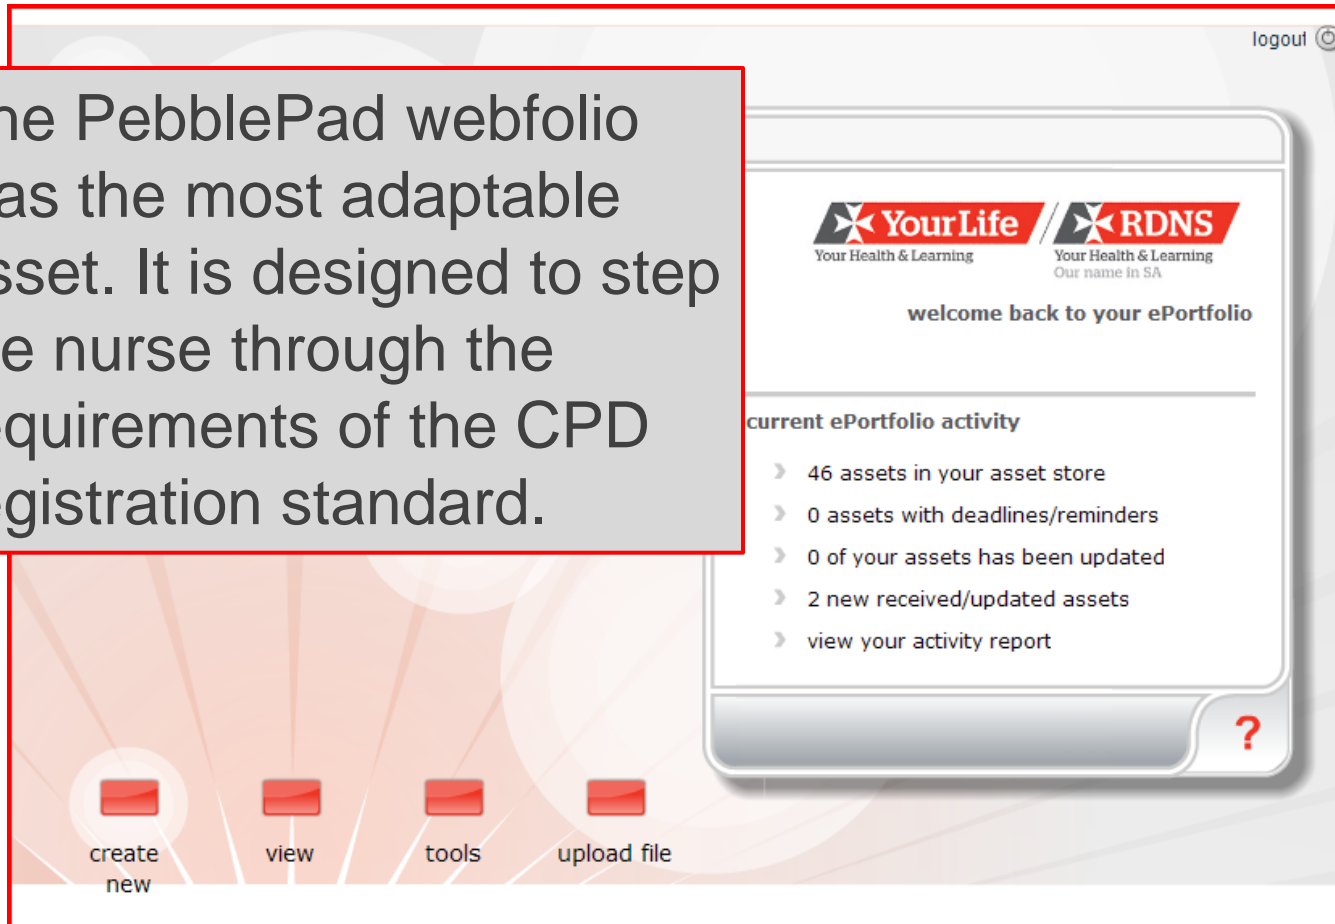 logout
ne PebblePad webfolio
as the most adaptable
sset. It is designed to step
e nurse through the
equirements of the CPD
egistration standard.
YourLife
Your Health & Learning
RDNS
Your Health & Learning
Our name in SA
welcome back to your ePortfolio
current ePortfolio activity
46 assets in your asset store
0 assets with deadlines/reminders
0 of your assets has been updated
2 new received/updated assets
view your activity report
?
create
new
view
tools
upload file